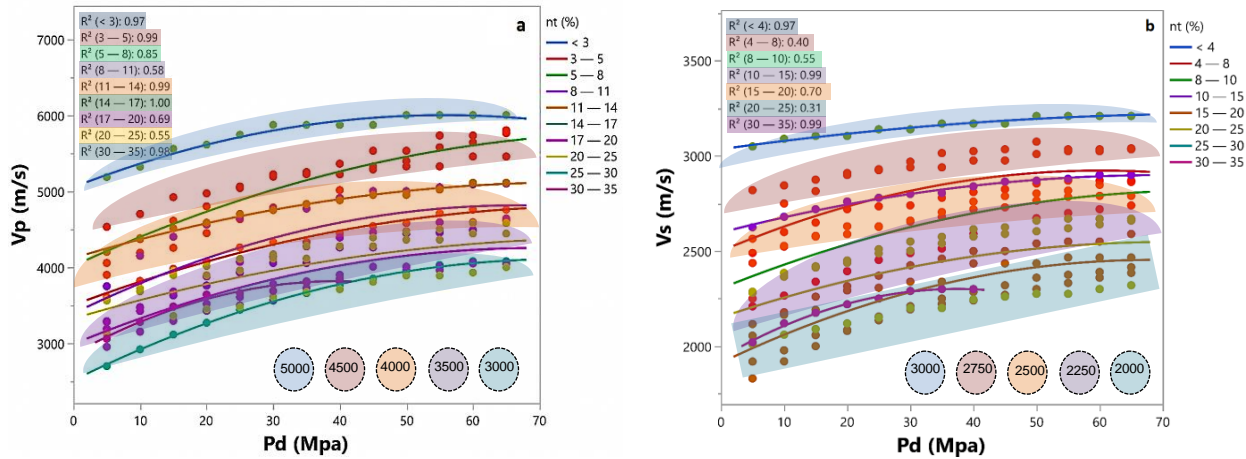 a
nt (%)
R² (< 3): 0.97
R² (3 — 5): 0.99
R² (5 — 8): 0.85
R² (8 — 11): 0.58
R² (11 — 14): 0.99
R² (14 — 17): 1.00
R² (17 — 20): 0.69
R² (20 — 25): 0.55
R² (30 — 35): 0.98
< 3
3 — 5
5 — 8
8 — 11
11 — 14
14 — 17
17 — 20
20 — 25
25 — 30
30 — 35
7000
6000
5000
4000
3000
Vp (m/s)
5000 4500 4000 3500 3000
0 10 20 30 40 50 60 70
Pd (Mpa)
b
nt (%)
R² (< 4): 0.97
R² (4 — 8): 0.40
R² (8 — 10): 0.55
R² (10 — 15): 0.99
R² (15 — 20): 0.70
R² (20 — 25): 0.31
R² (30 — 35): 0.99
< 4
4 — 8
8 — 10
10 — 15
15 — 20
20 — 25
25 — 30
30 — 35
3500
3000
2500
2000
Vs (m/s)
3000 2750 2500 2250 2000
0 10 20 30 40 50 60 70
Pd (Mpa)